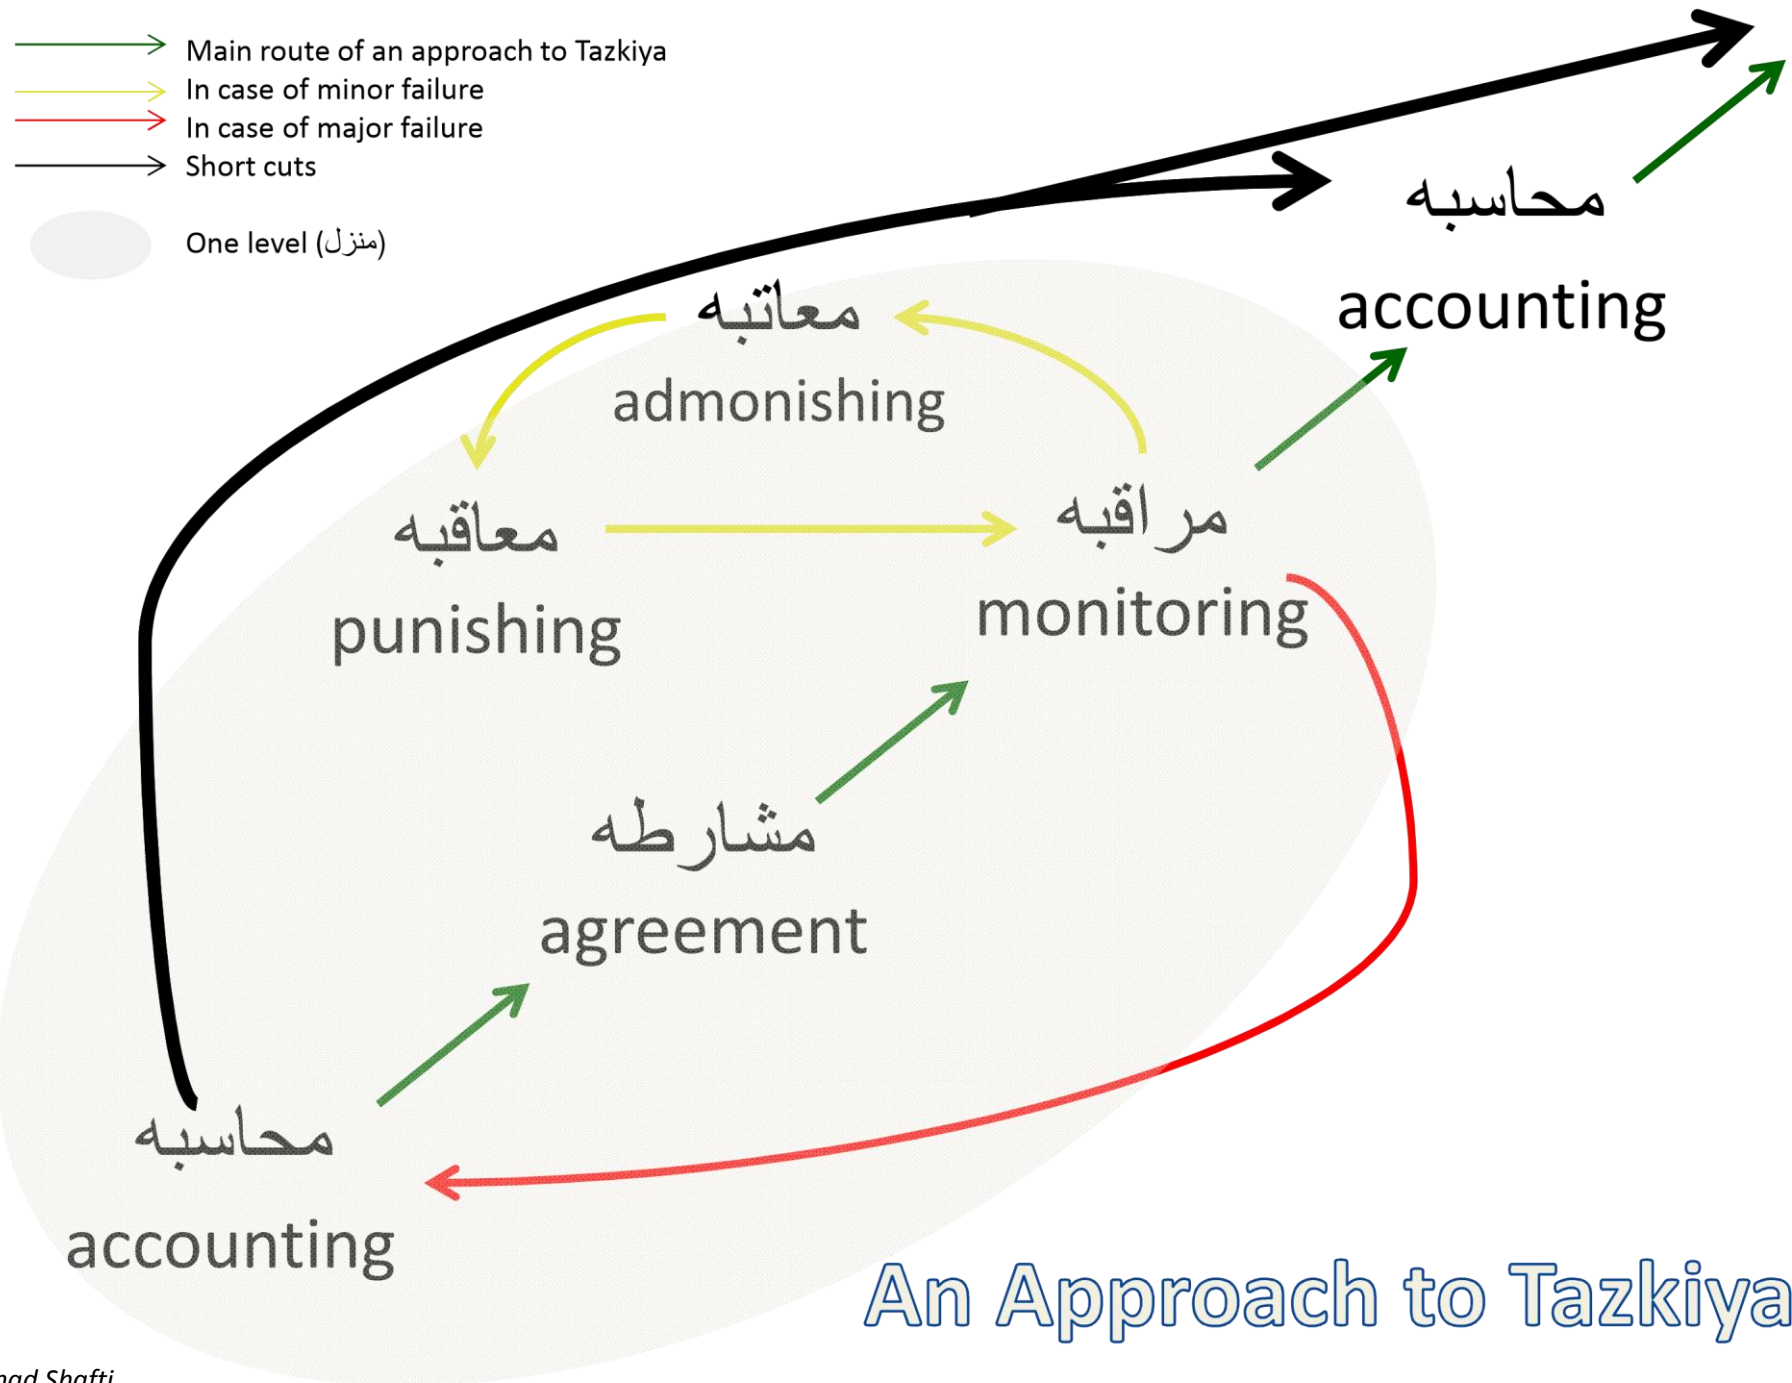 Main route of an approach to Tazkiya
In case of minor failure
In case of major failure
Short cuts
One level (منزل)
محاسبه
accounting
معاتبه
admonishing
معاقبه
punishing
مراقبه
monitoring
مشارطه
agreement
محاسبه
accounting
An Approach to Tazkiya
Shafti